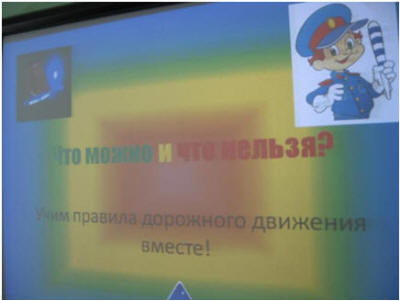 Что можно и что нельзя?
Учим правила дорожного движения
вместе!